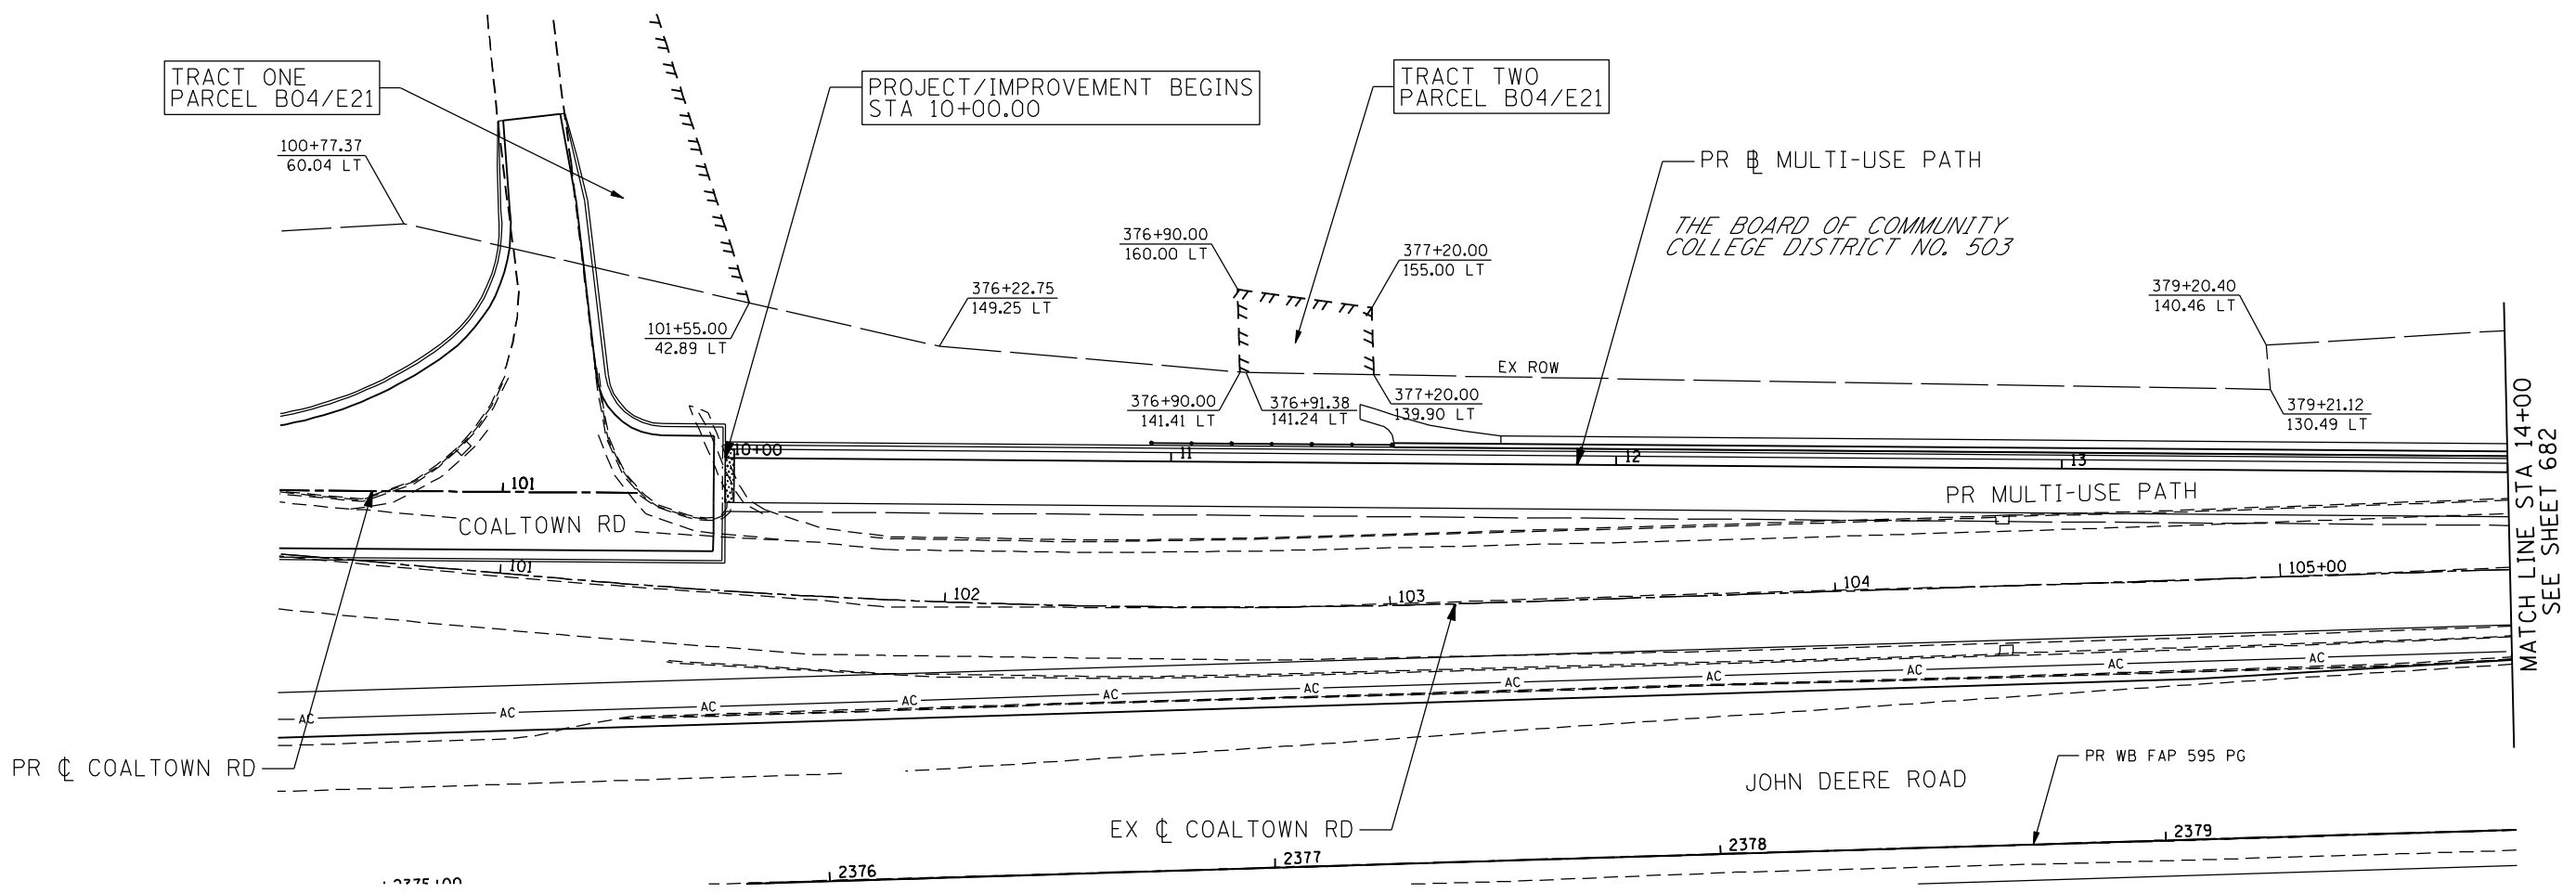 TRACT ONE
PARCEL B04/E21
PROJECT/IMPROVEMENT BEGINS
STA 10+00.00
TRACT TWO
PARCEL B04/E21
100+77.37
60.04 LT
PR ℄ MULTI-USE PATH
THE BOARD OF COMMUNITY
COLLEGE DISTRICT NO. 503
376+90.00
160.00 LT
377+20.00
155.00 LT
376+22.75
149.25 LT
379+20.40
140.46 LT
101+55.00
42.89 LT
EX ROW
376+90.00
141.41 LT
376+91.38
141.24 LT
377+20.00
139.90 LT
379+21.12
130.49 LT
10+00
11
12
13
MATCH LINE STA 14+00
SEE SHEET 682
101
COALTOWN RD
PR MULTI-USE PATH
101
102
103
104
105+00
AC
AC
AC
AC
AC
AC
AC
AC
AC
AC
AC
PR ℄ COALTOWN RD
EX ℄ COALTOWN RD
JOHN DEERE ROAD
PR WB FAP 595 PG
2375+00
2376
2377
2378
2379